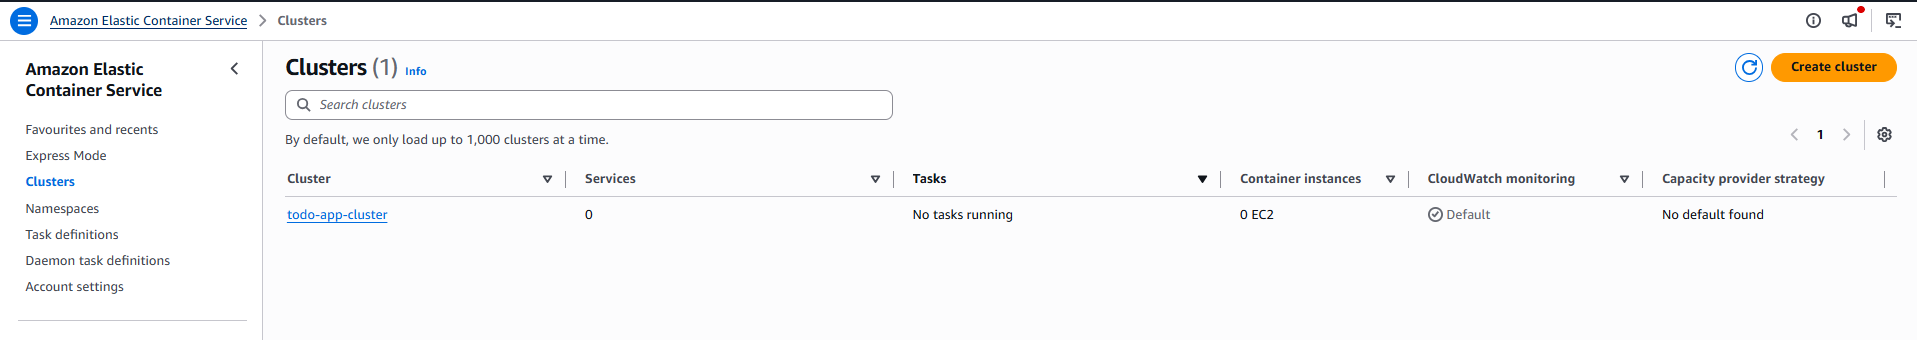 Amazon Elastic Container Service > Clusters
Amazon Elastic
Container Service
Favourites and recents
Express Mode
Clusters
Namespaces
Task definitions
Daemon task definitions
Account settings
Clusters (1) Info
Create cluster
Search clusters
By default, we only load up to 1,000 clusters at a time.
1
Cluster Services Tasks Container instances CloudWatch monitoring Capacity provider strategy
todo-app-cluster 0 No tasks running 0 EC2 Default No default found